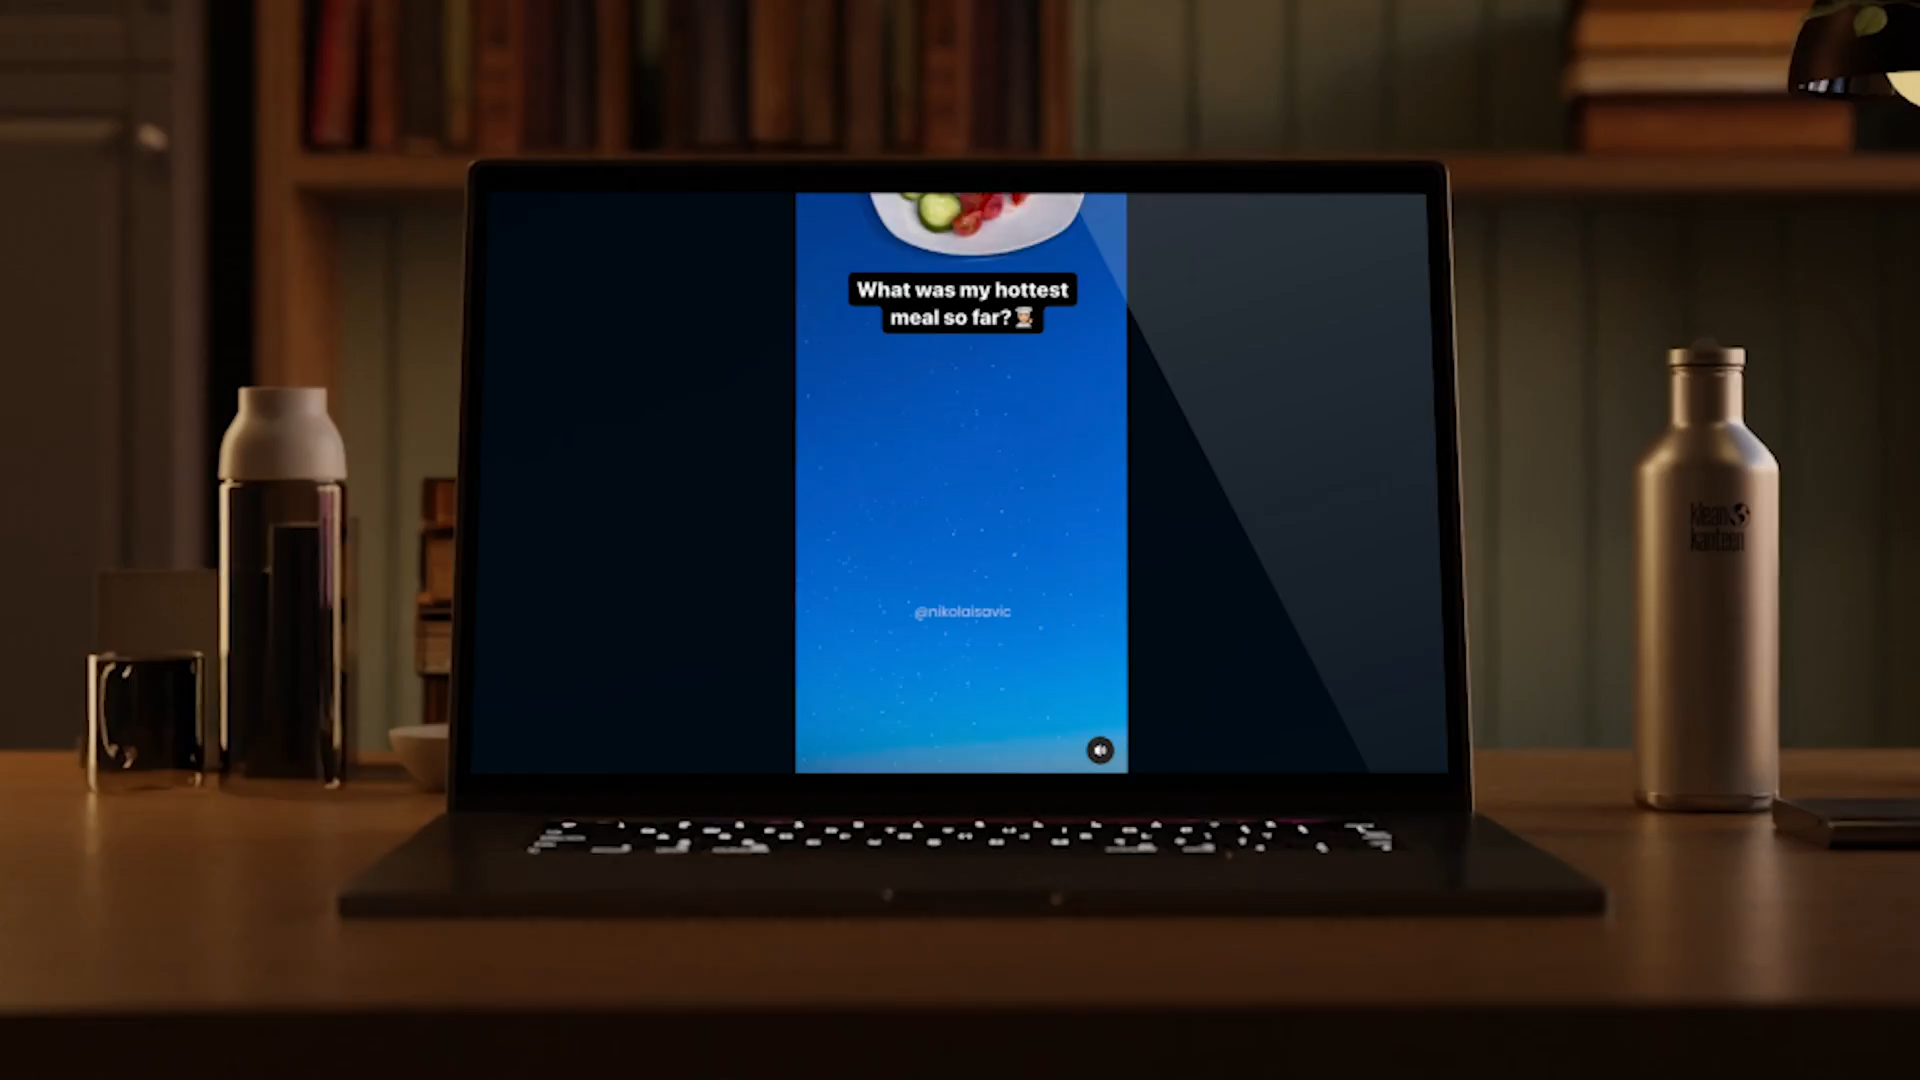 What was my hottest
meal so far?👨🏼‍🍳
@nikolaisavic
klean
kanteen